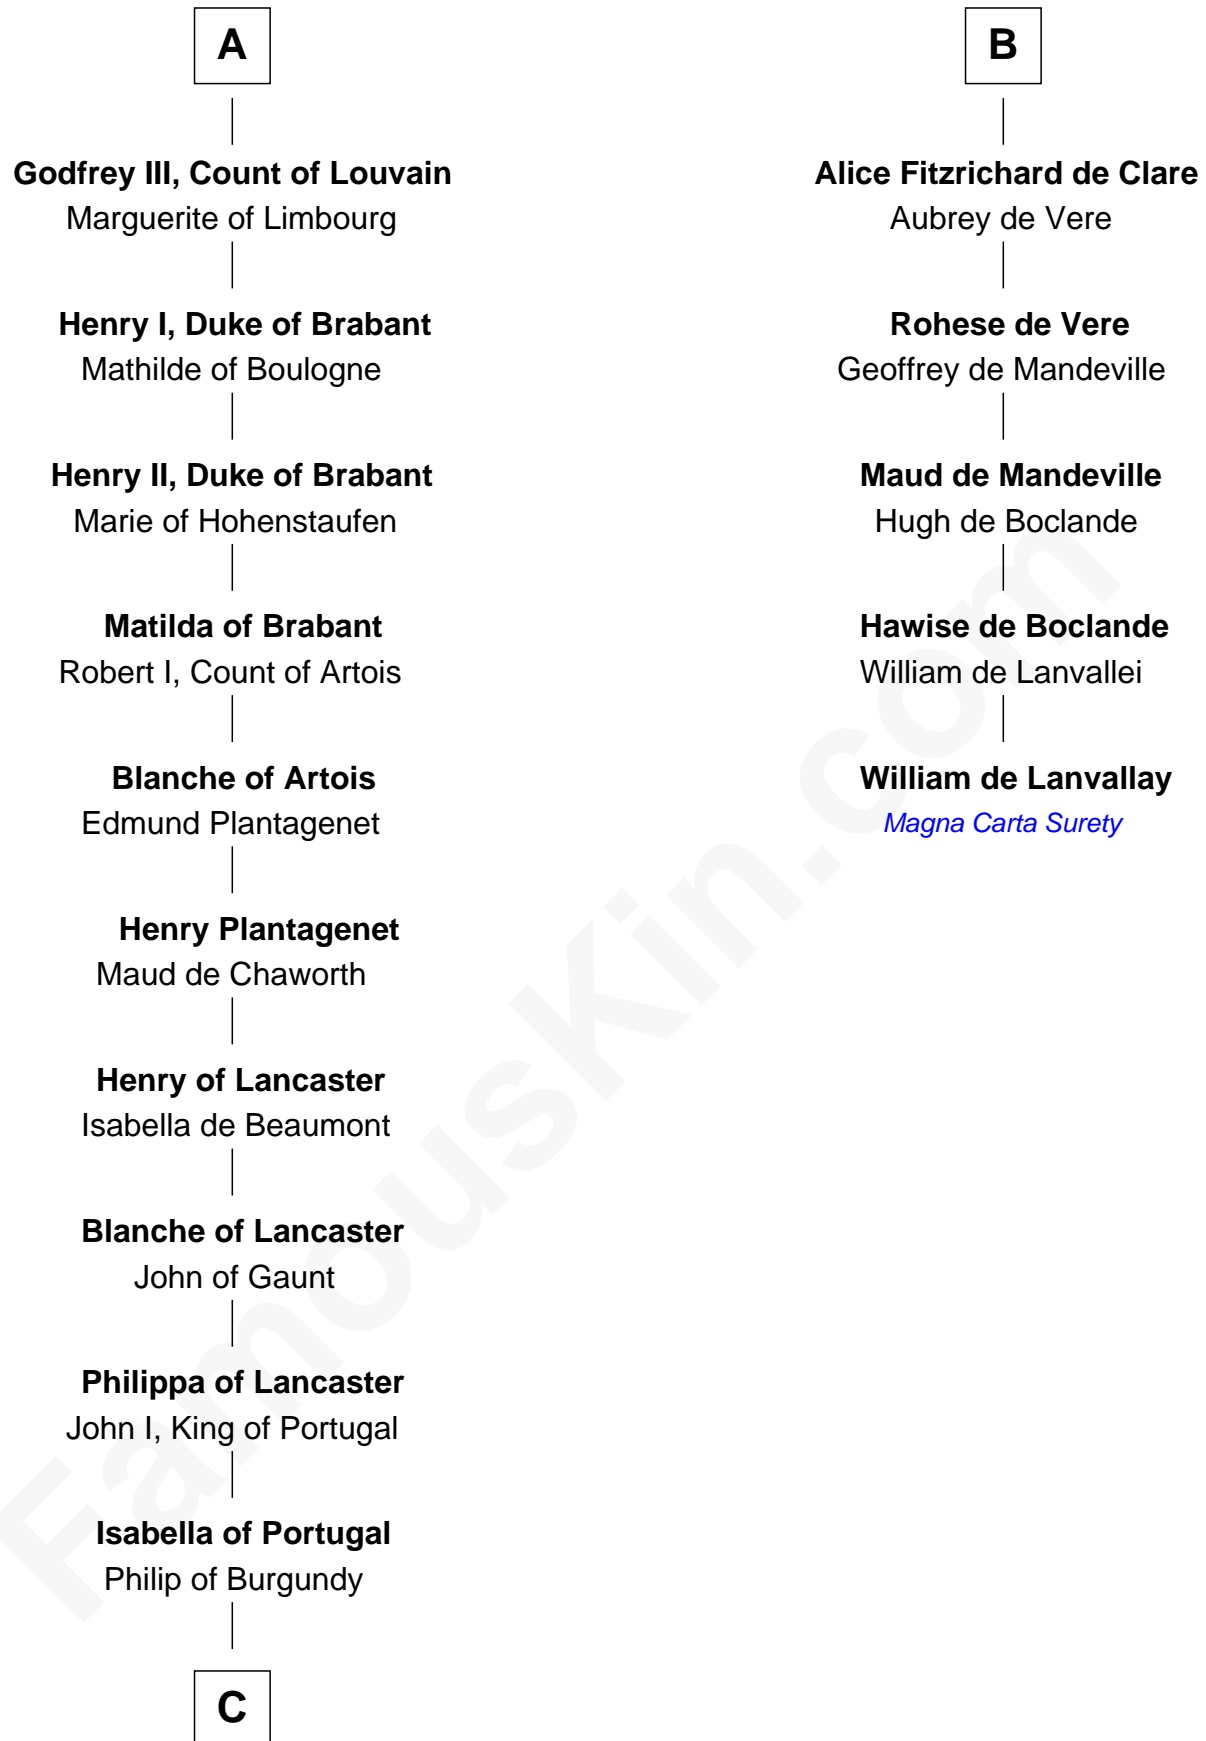 A
Godfrey III, Count of Louvain
Marguerite of Limbourg
Henry I, Duke of Brabant
Mathilde of Boulogne
Henry II, Duke of Brabant
Marie of Hohenstaufen
Matilda of Brabant
Robert I, Count of Artois
Blanche of Artois
Edmund Plantagenet
Henry Plantagenet
Maud de Chaworth
Henry of Lancaster
Isabella de Beaumont
Blanche of Lancaster
John of Gaunt
Philippa of Lancaster
John I, King of Portugal
Isabella of Portugal
Philip of Burgundy
C
B
Alice Fitzrichard de Clare
Aubrey de Vere
Rohese de Vere
Geoffrey de Mandeville
Maud de Mandeville
Hugh de Boclande
Hawise de Boclande
William de Lanvallei
William de Lanvallay
Magna Carta Surety
FamousKin.com